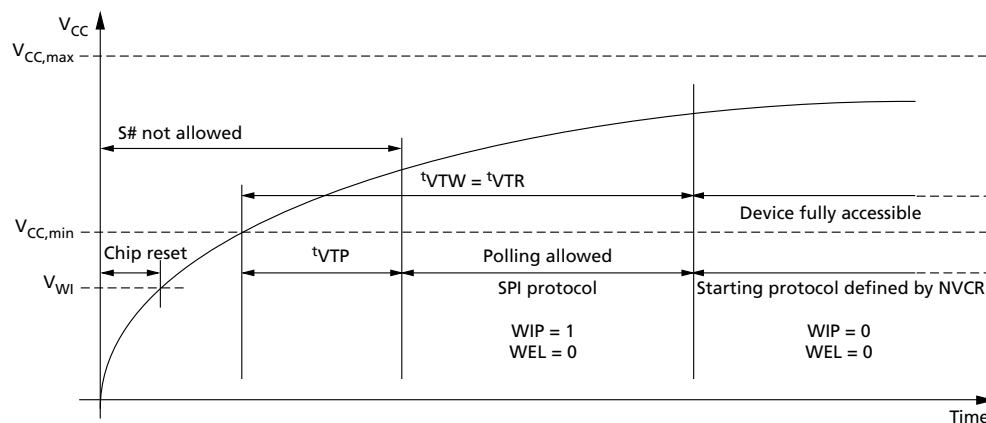 VCC
VCC,max
S# not allowed
tVTW = tVTR
Device fully accessible
VCC,min
Chip reset
tVTP
Polling allowed
VWI
SPI protocol
Starting protocol defined by NVCR
WIP = 1
WEL = 0
WIP = 0
WEL = 0
Time